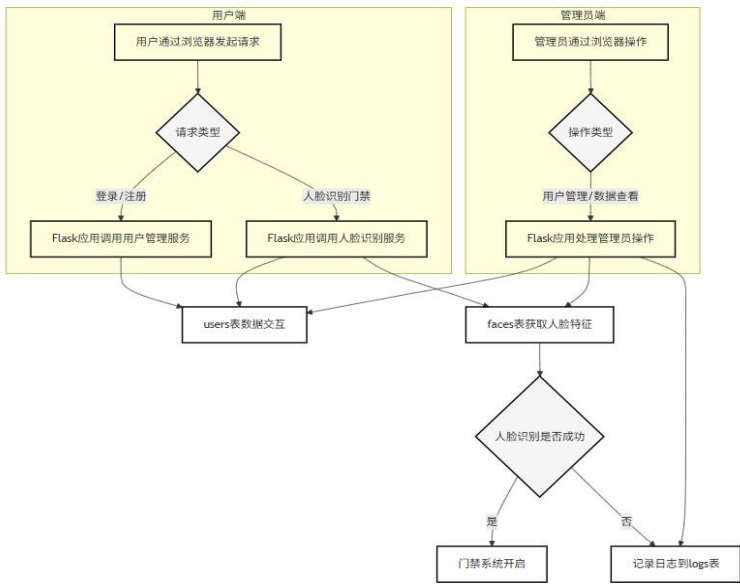 用户端
管理员端
用户通过浏览器发起请求
管理员通过浏览器操作
请求类型
操作类型
登录/注册
人脸识别门禁
用户管理/数据查看
Flask应用调用用户管理服务
Flask应用调用人脸识别服务
Flask应用处理管理员操作
users表数据交互
faces表获取人脸特征
人脸识别是否成功
是
否
门禁系统开启
记录日志到logs表